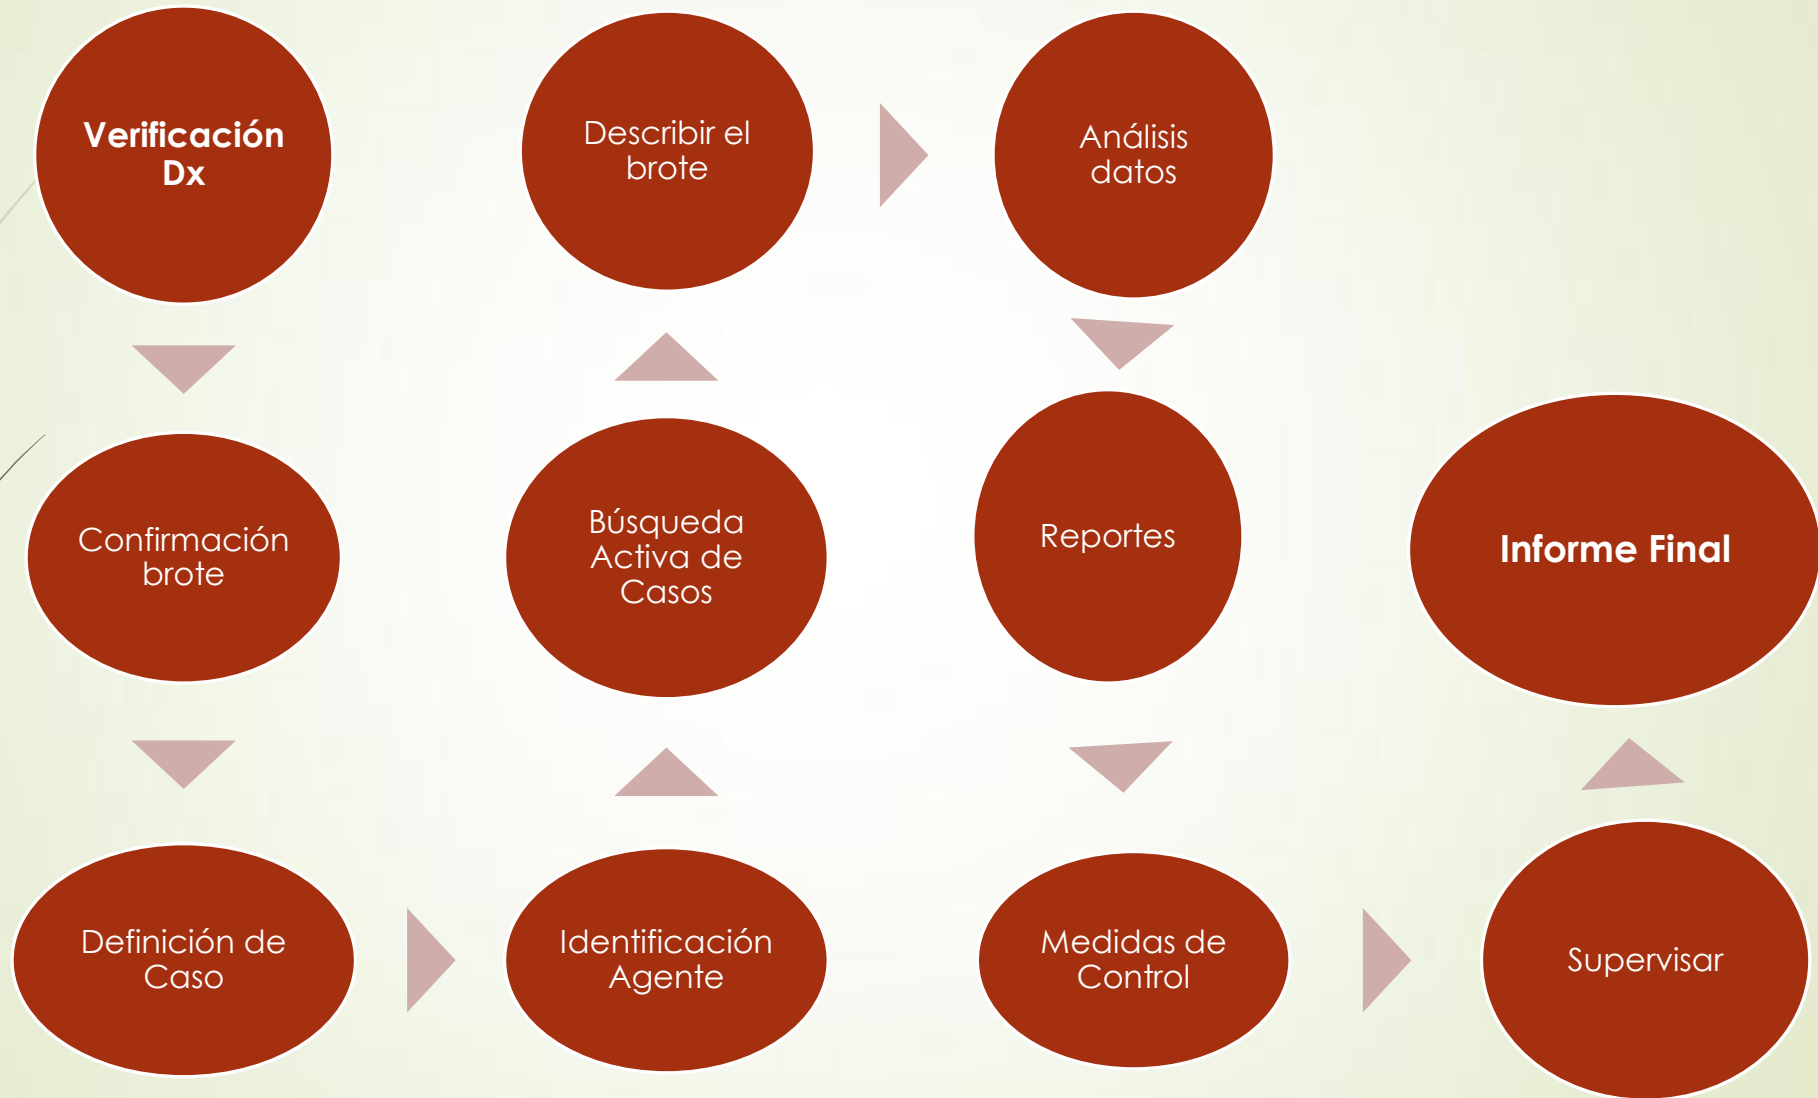 Verificación
Dx
Confirmación
brote
Definición de
Caso
Identificación
Agente
Búsqueda
Activa de
Casos
Describir el
brote
Análisis
datos
Reportes
Medidas de
Control
Supervisar
Informe Final